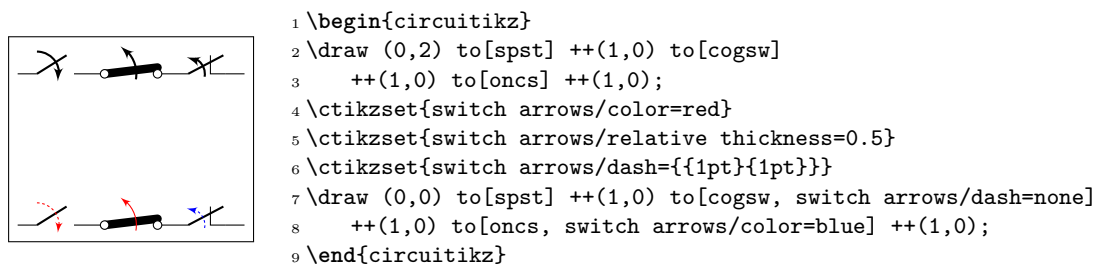 1 \begin{circuitikz}
2 \draw (0,2) to[spst] ++(1,0) to[cogsw]
3 ++(1,0) to[oncs] ++(1,0);
4 \ctikzset{switch arrows/color=red}
5 \ctikzset{switch arrows/relative thickness=0.5}
6 \ctikzset{switch arrows/dash={{1pt}{1pt}}}
7 \draw (0,0) to[spst] ++(1,0) to[cogsw, switch arrows/dash=none]
8 ++(1,0) to[oncs, switch arrows/color=blue] ++(1,0);
9 \end{circuitikz}